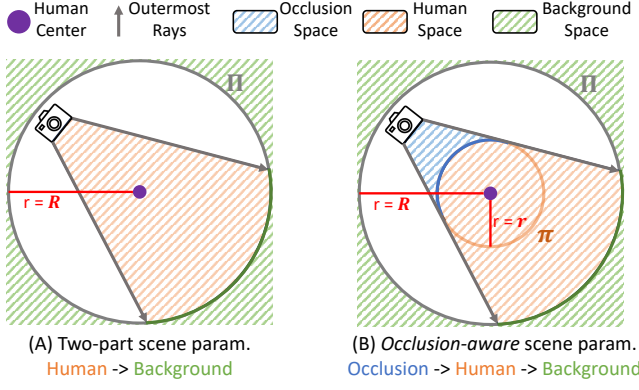 Human Center
Outermost Rays
Occlusion Space
Human Space
Background Space
Π
r = R
(A) Two-part scene param.
Human -> Background
Π
r = R
r = r
π
(B) Occlusion-aware scene param.
Occlusion -> Human -> Background